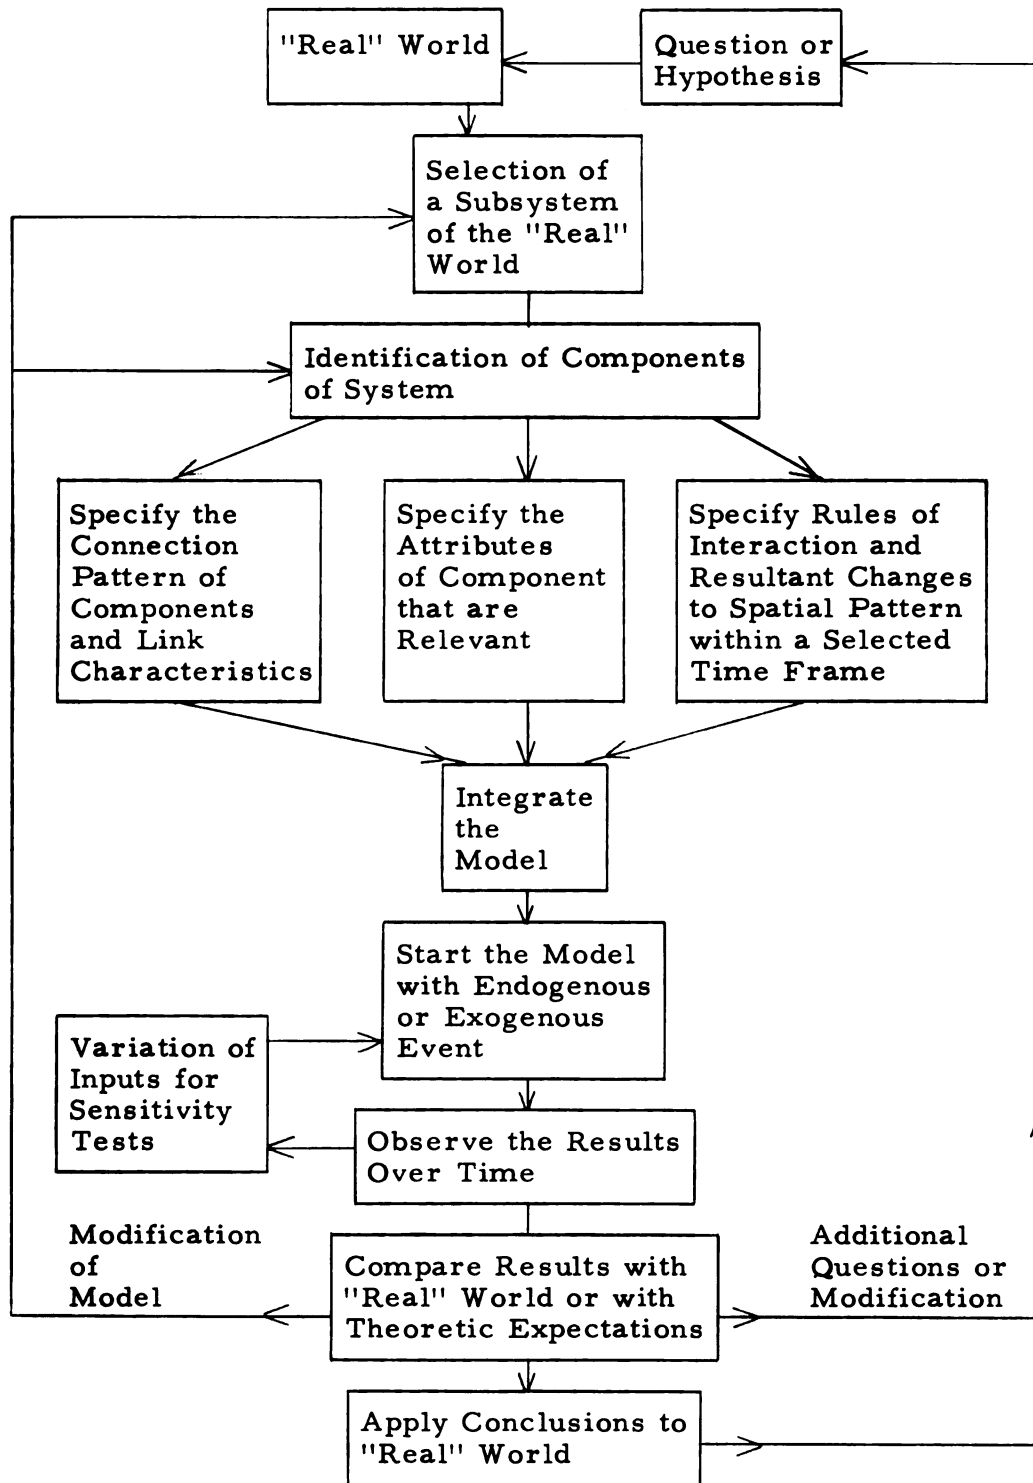 "Real" World
Question or
Hypothesis
Selection of
a Subsystem
of the "Real"
World
Identification of Components
of System
Specify the
Connection
Pattern of
Components
and Link
Characteristics
Specify the
Attributes
of Component
that are
Relevant
Specify Rules of
Interaction and
Resultant Changes
to Spatial Pattern
within a Selected
Time Frame
Integrate
the
Model
Start the Model
with Endogenous
or Exogenous
Event
Variation of
Inputs for
Sensitivity
Tests
Observe the Results
Over Time
Modification
of
Model
Compare Results with
"Real" World or with
Theoretic Expectations
Additional
Questions or
Modification
Apply Conclusions to
"Real" World